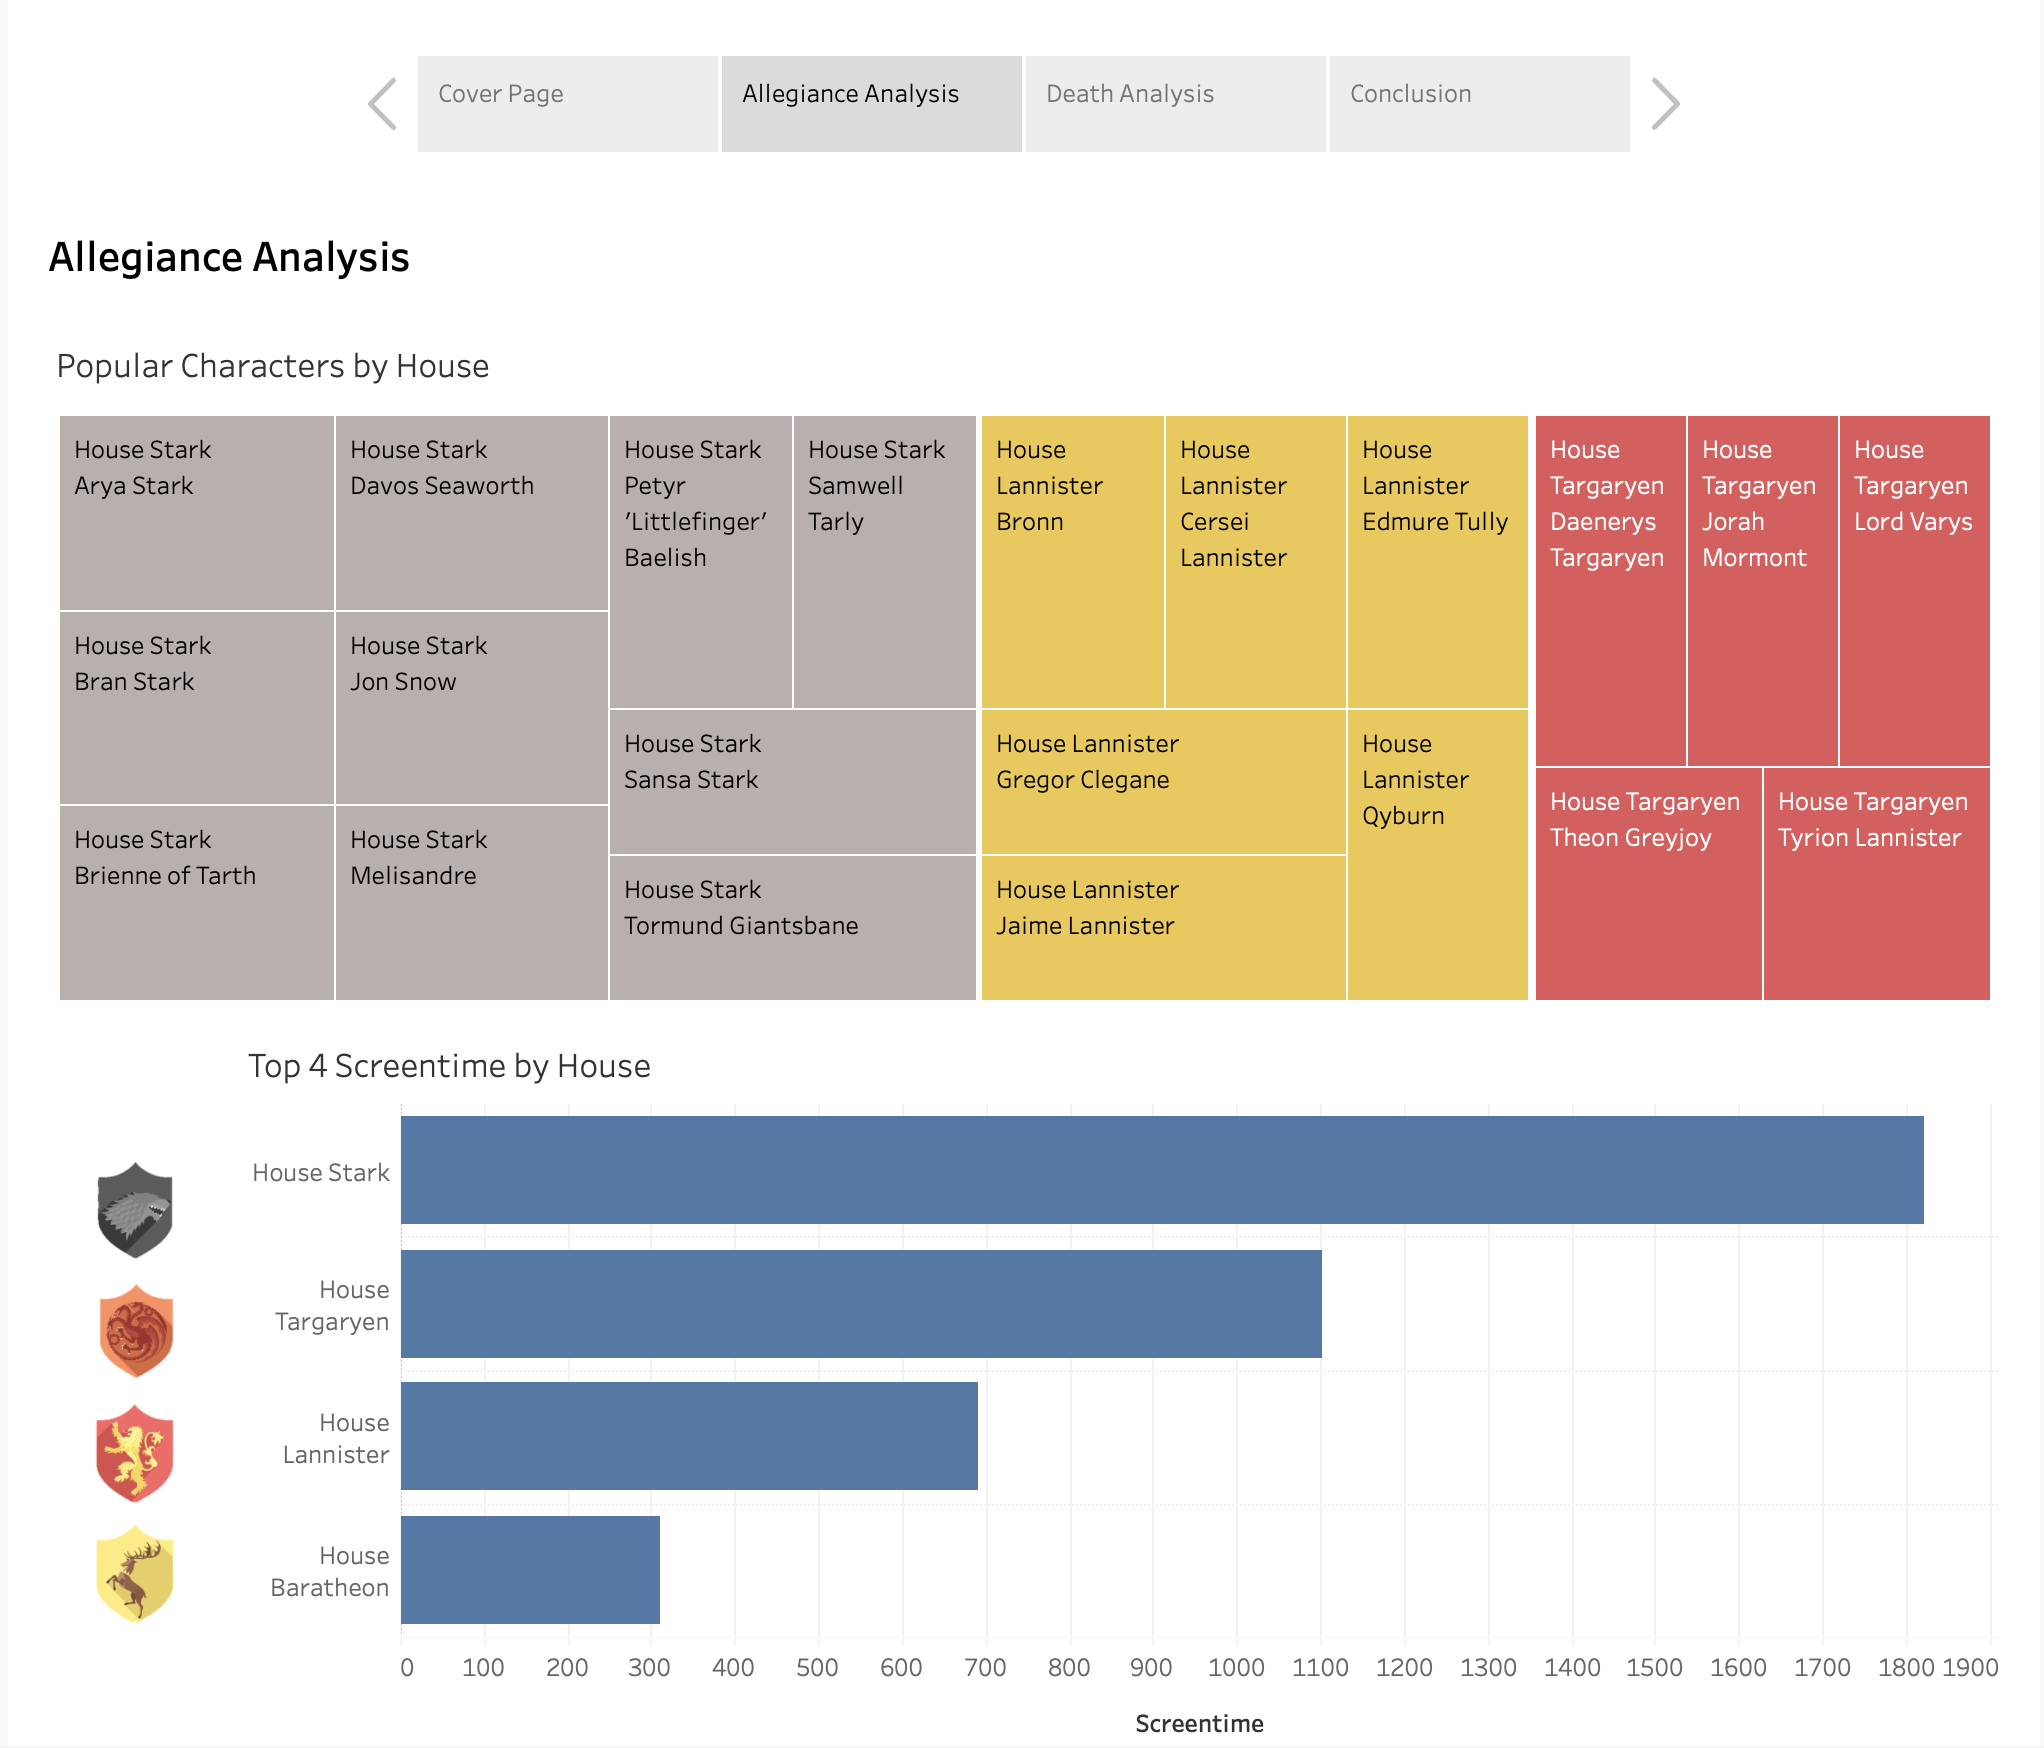 Cover Page
Allegiance Analysis
Death Analysis
Conclusion
Allegiance Analysis
Popular Characters by House
House Stark
Arya Stark
House Stark
Davos Seaworth
House Stark
Petyr
'Littlefinger'
Baelish
House Stark
Samwell
Tarly
House
Lannister
Bronn
House
Lannister
Cersei
Lannister
House
Lannister
Edmure Tully
House
Targaryen
Daenerys
Targaryen
House
Targaryen
Jorah
Mormont
House
Targaryen
Lord Varys
House Stark
Bran Stark
House Stark
Jon Snow
House Stark
Sansa Stark
House Lannister
Gregor Clegane
House
Lannister
Qyburn
House Targaryen
Theon Greyjoy
House Targaryen
Tyrion Lannister
House Stark
Brienne of Tarth
House Stark
Melisandre
House Stark
Tormund Giantsbane
House Lannister
Jaime Lannister
Top 4 Screentime by House
House Stark
House
Targaryen
House
Lannister
House
Baratheon
0 100 200 300 400 500 600 700 800 900 1000 1100 1200 1300 1400 1500 1600 1700 1800 1900
Screentime